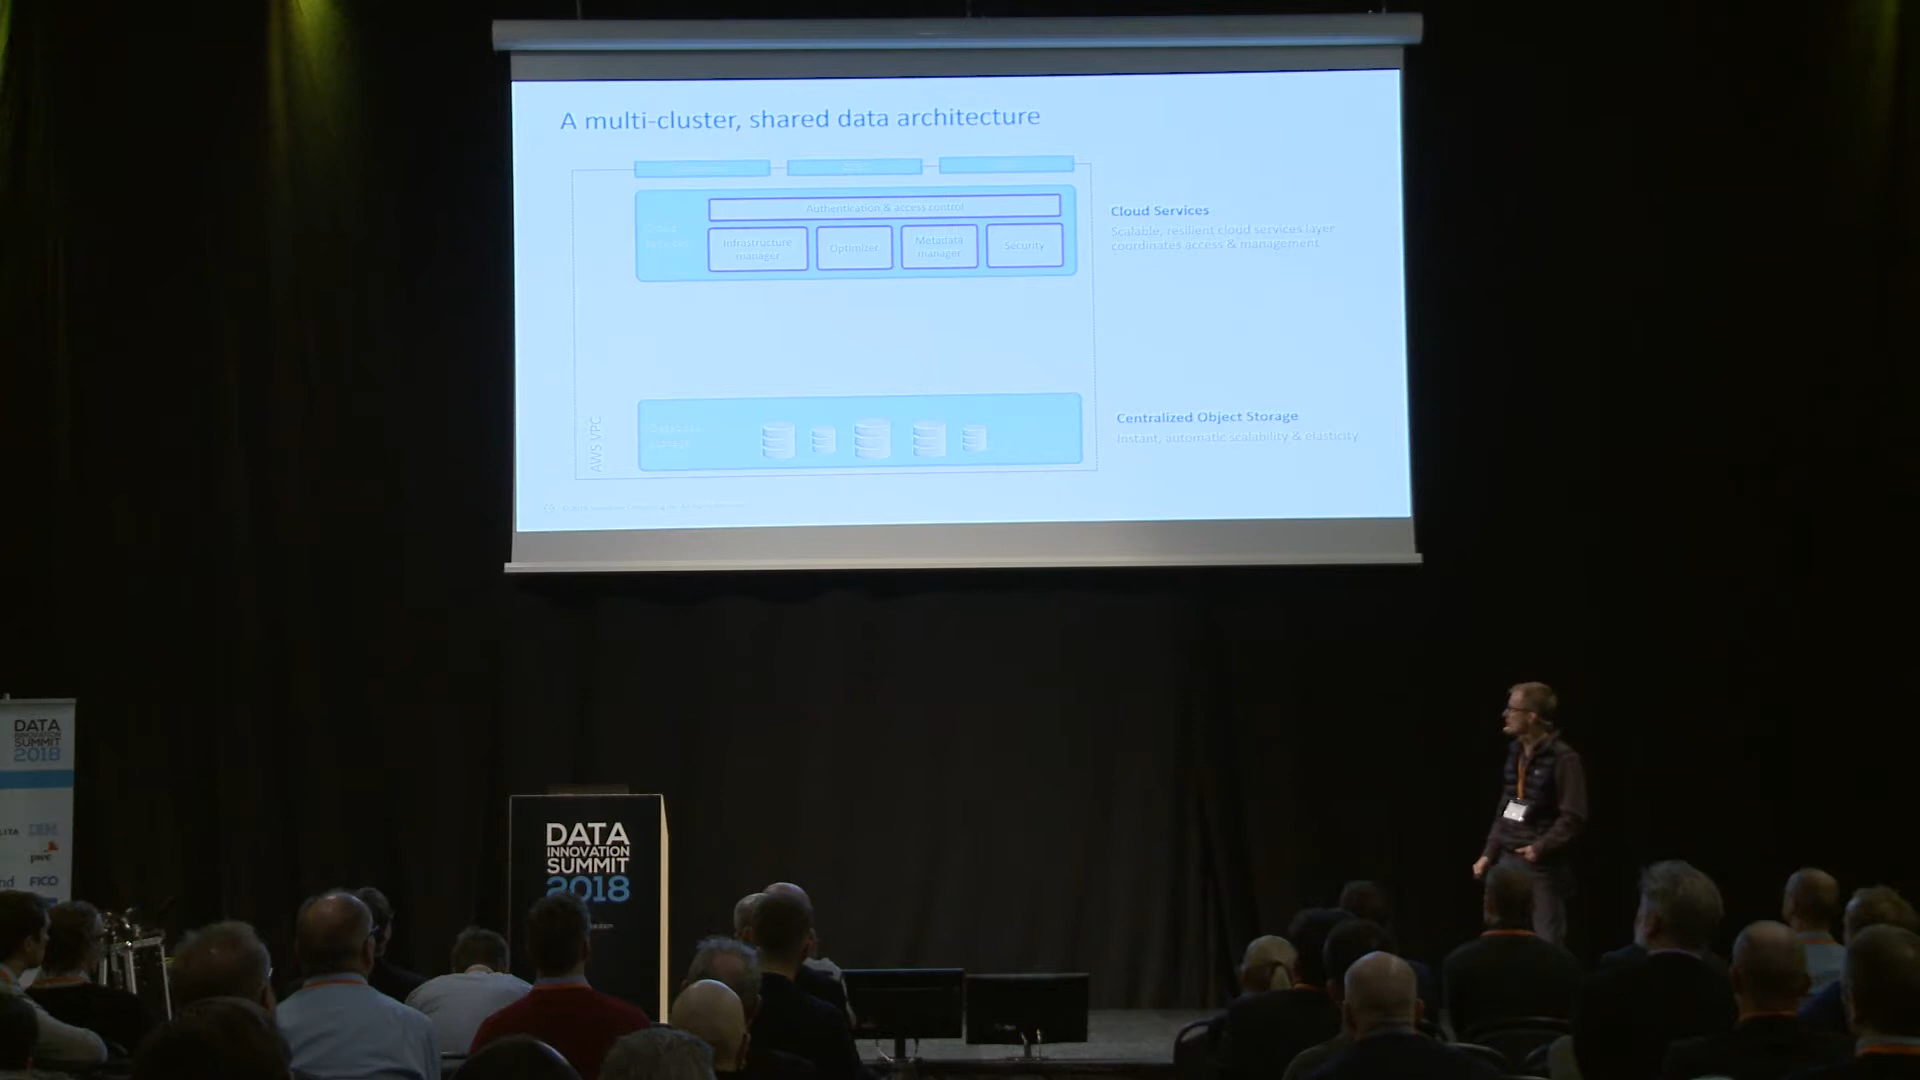 A multi-cluster, shared data architecture
Authentication & access control
Cloud
Infrastructure
manager
Optimizer
Metadata
manager
Security
Cloud Services
Scalable, resilient cloud services layer
coordinates access & management
AWS VPC
Centralized Object Storage
Instant, automatic scalability & elasticity
DATA
INNOVATION
SUMMIT
2018
IBM
pwc
FICO
DATA
INNOVATION
SUMMIT
2018